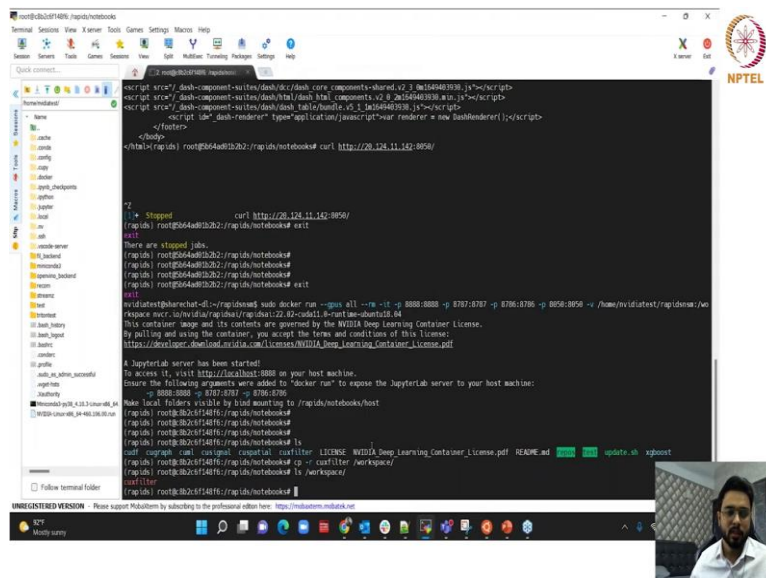 root@c8b2c6f148f6: /rapids/notebooks
Terminal Sessions View X server Tools Games Settings Macros Help
Session Servers Tools Games Sessions View Split MultiExec Tunneling Packages Settings Help
X server Exit
Quick connect...
/home/nvidiatest/
Name
..
.cache
.conda
.config
.cupy
.docker
.ipynb_checkpoints
.ipython
.jupyter
.local
.nv
.ssh
.vscode-server
fil_backend
miniconda3
openvino_backend
recom
streamz
test
tritontest
.bash_history
.bash_logout
.bashrc
.condarc
.profile
.sudo_as_admin_successful
.wget-hsts
.Xauthority
Sessions
Tools
Macros
Sftp
Follow terminal folder
<script src="/_dash-component-suites/dash/dcc/dash_core_components-shared.v2_3_0m1649403930.js"></script>
<script src="/_dash-component-suites/dash/html/dash_html_components.v2_0_2m1649403930.min.js"></script>
<script src="/_dash-component-suites/dash/dash_table/bundle.v5_1_1m1649403930.js"></script>
<script id="_dash-renderer" type="application/javascript">var renderer = new DashRenderer();</script>
</footer>
</body>
</html>(rapids) root@5b64ad01b2b2:/rapids/notebooks# curl http://20.124.11.142:8050/
^Z
[1]+ Stopped curl http://20.124.11.142:8050/
(rapids) root@5b64ad01b2b2:/rapids/notebooks# exit
exit
There are stopped jobs.
(rapids) root@5b64ad01b2b2:/rapids/notebooks#
(rapids) root@5b64ad01b2b2:/rapids/notebooks#
(rapids) root@5b64ad01b2b2:/rapids/notebooks#
(rapids) root@5b64ad01b2b2:/rapids/notebooks# exit
exit
nvidiatest@sharechat-dl:~/rapidsnsm$ sudo docker run --gpus all --rm -it -p 8888:8888 -p 8787:8787 -p 8786:8786 -p 8050:8050 -v /home/nvidiatest/rapidsnsm:/wo
rkspace nvcr.io/nvidia/rapidsai/rapidsai:22.02-cuda11.0-runtime-ubuntu18.04
This container image and its contents are governed by the NVIDIA Deep Learning Container License.
By pulling and using the container, you accept the terms and conditions of this license:
https://developer.download.nvidia.com/licenses/NVIDIA_Deep_Learning_Container_License.pdf
A JupyterLab server has been started!
To access it, visit http://localhost:8888 on your host machine.
Ensure the following arguments were added to "docker run" to expose the JupyterLab server to your host machine:
-p 8888:8888 -p 8787:8787 -p 8786:8786
Make local folders visible by bind mounting to /rapids/notebooks/host
(rapids) root@c8b2c6f148f6:/rapids/notebooks#
(rapids) root@c8b2c6f148f6:/rapids/notebooks#
(rapids) root@c8b2c6f148f6:/rapids/notebooks#
(rapids) root@c8b2c6f148f6:/rapids/notebooks# ls
cudf cugraph cuml cusignal cuspatial cuxfilter LICENSE NVIDIA_Deep_Learning_Container_License.pdf README.md repos test update.sh xgboost
(rapids) root@c8b2c6f148f6:/rapids/notebooks# cp -r cuxfilter /workspace/
(rapids) root@c8b2c6f148f6:/rapids/notebooks# ls /workspace/
cuxfilter
(rapids) root@c8b2c6f148f6:/rapids/notebooks#
UNREGISTERED VERSION - Please support MobaXterm by subscribing to the professional edition here: https://mobaxterm.mobatek.net
92°F
Mostly sunny
NPTEL